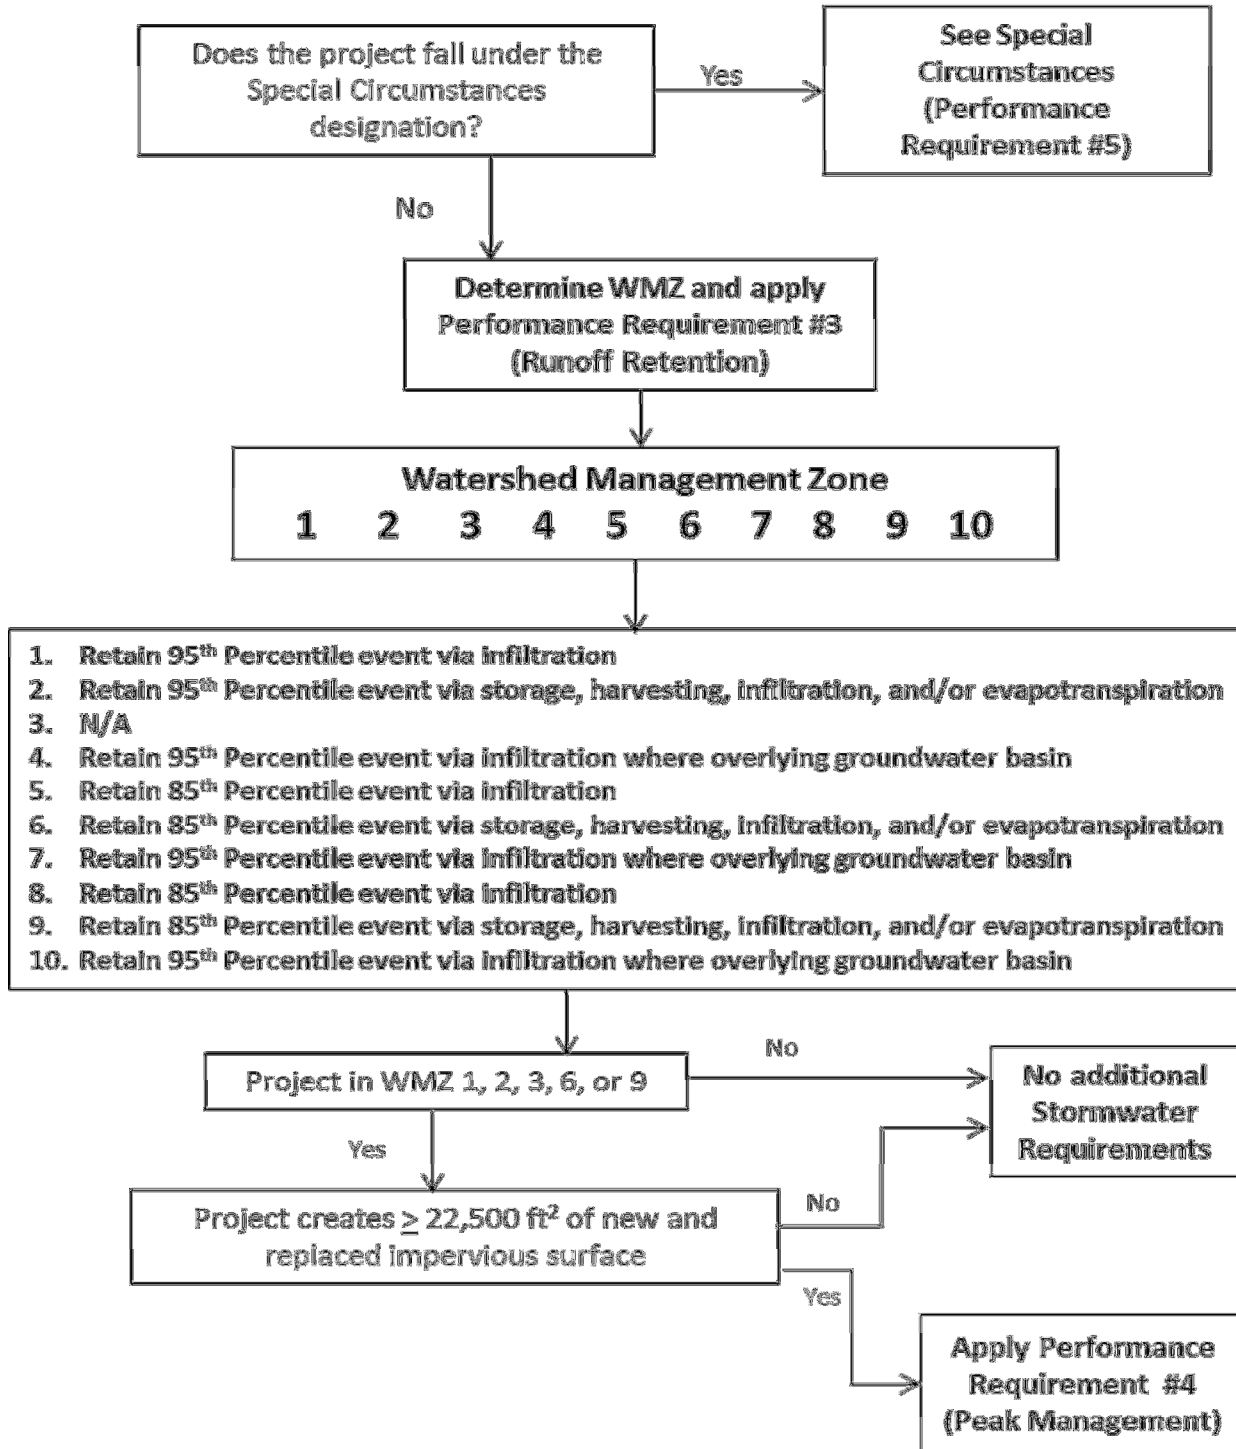 Does the project fall under the
Special Circumstances
designation?
Yes
See Special
Circumstances
(Performance
Requirement #5)
No
Determine WMZ and apply
Performance Requirement #3
(Runoff Retention)
Watershed Management Zone
1 2 3 4 5 6 7 8 9 10
1. Retain 95th Percentile event via infiltration
2. Retain 95th Percentile event via storage, harvesting, infiltration, and/or evapotranspiration
3. N/A
4. Retain 95th Percentile event via infiltration where overlying groundwater basin
5. Retain 85th Percentile event via infiltration
6. Retain 85th Percentile event via storage, harvesting, infiltration, and/or evapotranspiration
7. Retain 95th Percentile event via infiltration where overlying groundwater basin
8. Retain 85th Percentile event via infiltration
9. Retain 85th Percentile event via storage, harvesting, infiltration, and/or evapotranspiration
10. Retain 95th Percentile event via infiltration where overlying groundwater basin
Project in WMZ 1, 2, 3, 6, or 9
No
No additional
Stormwater
Requirements
Yes
Project creates ≥ 22,500 ft² of new and
replaced impervious surface
No
Yes
Apply Performance
Requirement #4
(Peak Management)